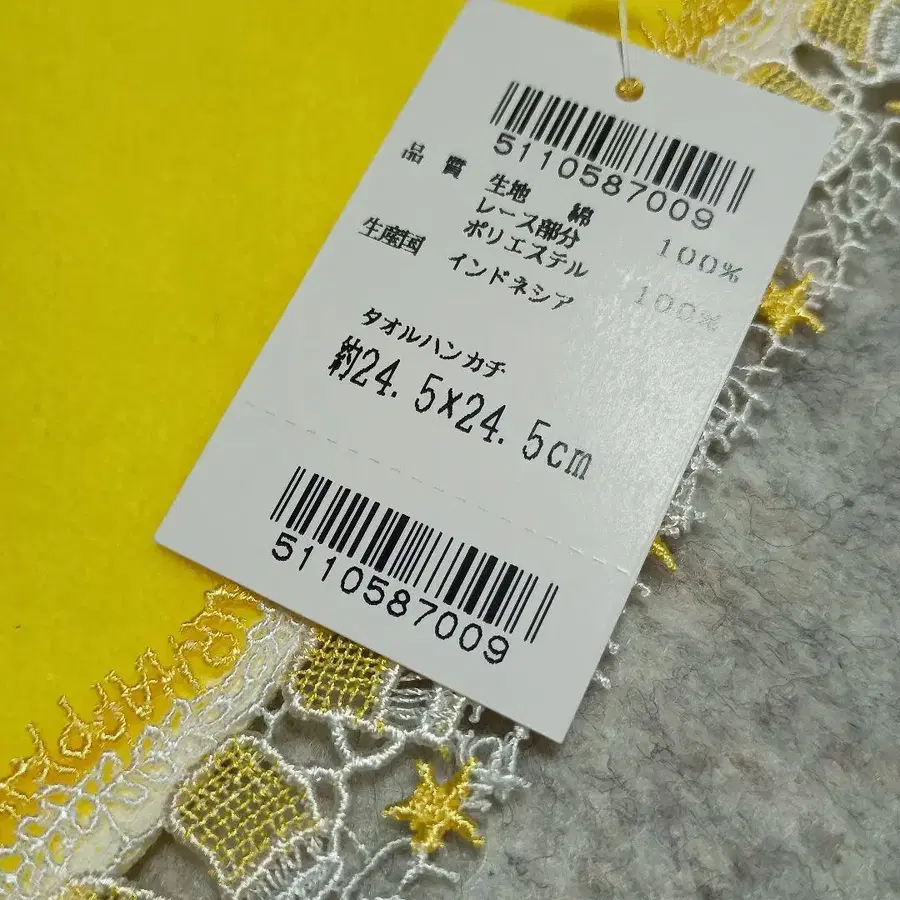 5110587009
品質 生地 綿 100%
レース部分
ポリエステル 100%
生産国 インドネシア
タオルハンカチ
約24.5x24.5cm
5110587009